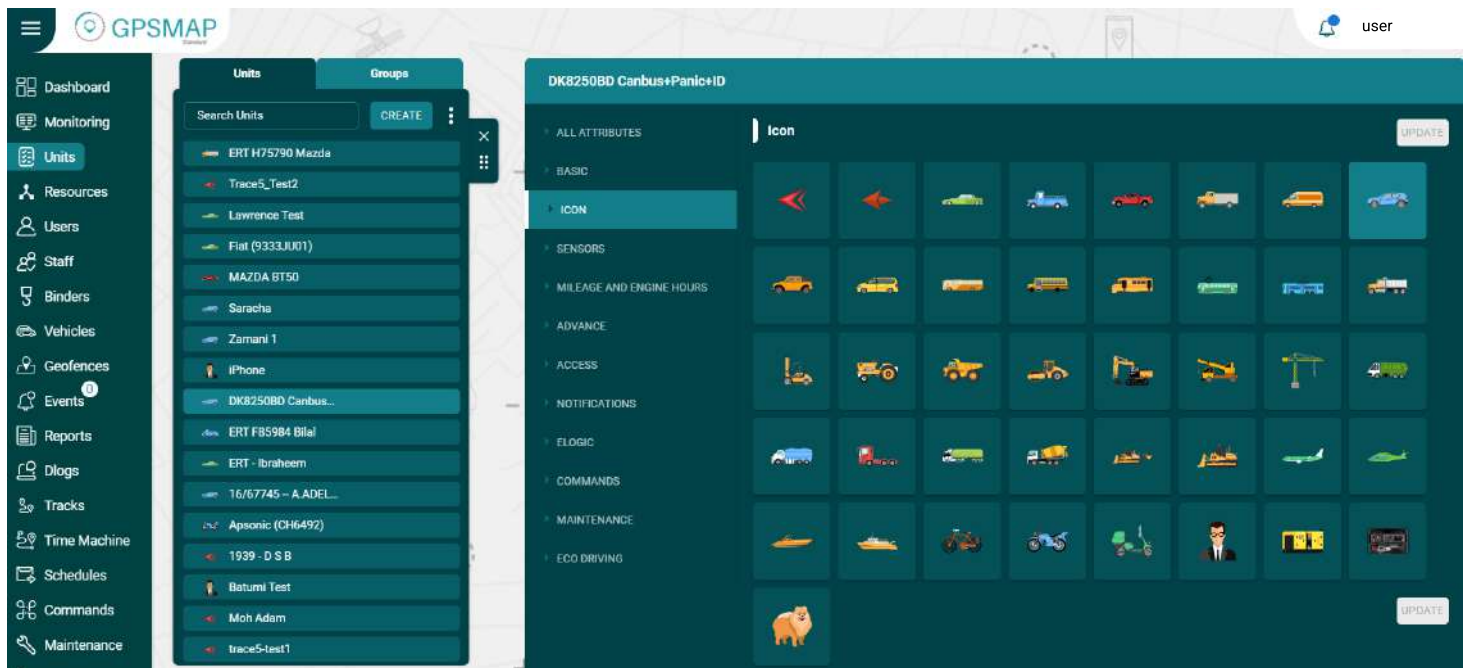 GPSMAP
Standard
user
Dashboard
Monitoring
Units
Resources
Users
Staff
Binders
Vehicles
Geofences
0
Events
Reports
Dlogs
Tracks
Time Machine
Schedules
Commands
Maintenance
Units
Groups
Search Units
CREATE
ERT H75790 Mazda
Trace5_Test2
Lawrence Test
Fiat (9333JU01)
MAZDA BT50
Saracha
Zamani 1
iPhone
DK8250BD Canbus...
ERT F85984 Bilal
ERT - Ibraheem
16/67745 – A.ADEL...
Apsonic (CH6492)
1939 - D S B
Batumi Test
Moh Adam
trace5-test1
DK8250BD Canbus+Panic+ID
ALL ATTRIBUTES
BASIC
ICON
SENSORS
MILEAGE AND ENGINE HOURS
ADVANCE
ACCESS
NOTIFICATIONS
ELOGIC
COMMANDS
MAINTENANCE
ECO DRIVING
Icon
UPDATE
UPDATE